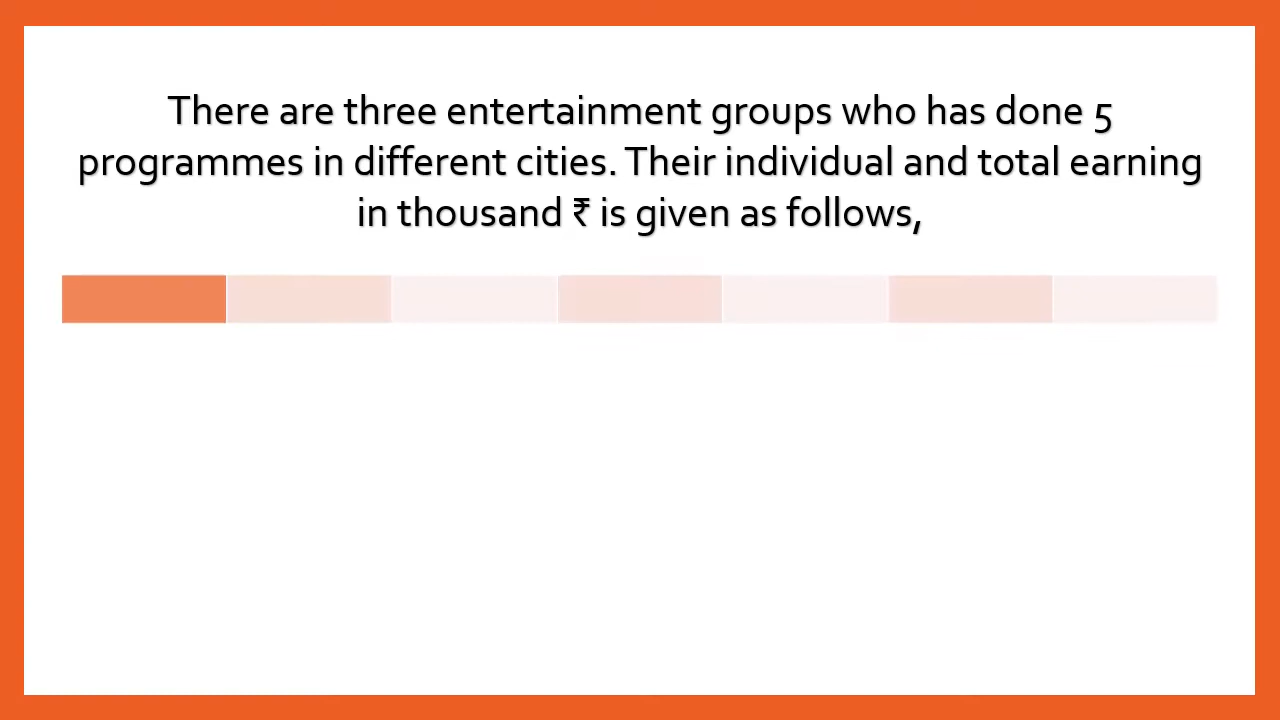 There are three entertainment groups who has done 5
programmes in different cities. Their individual and total earning
in thousand ₹ is given as follows,